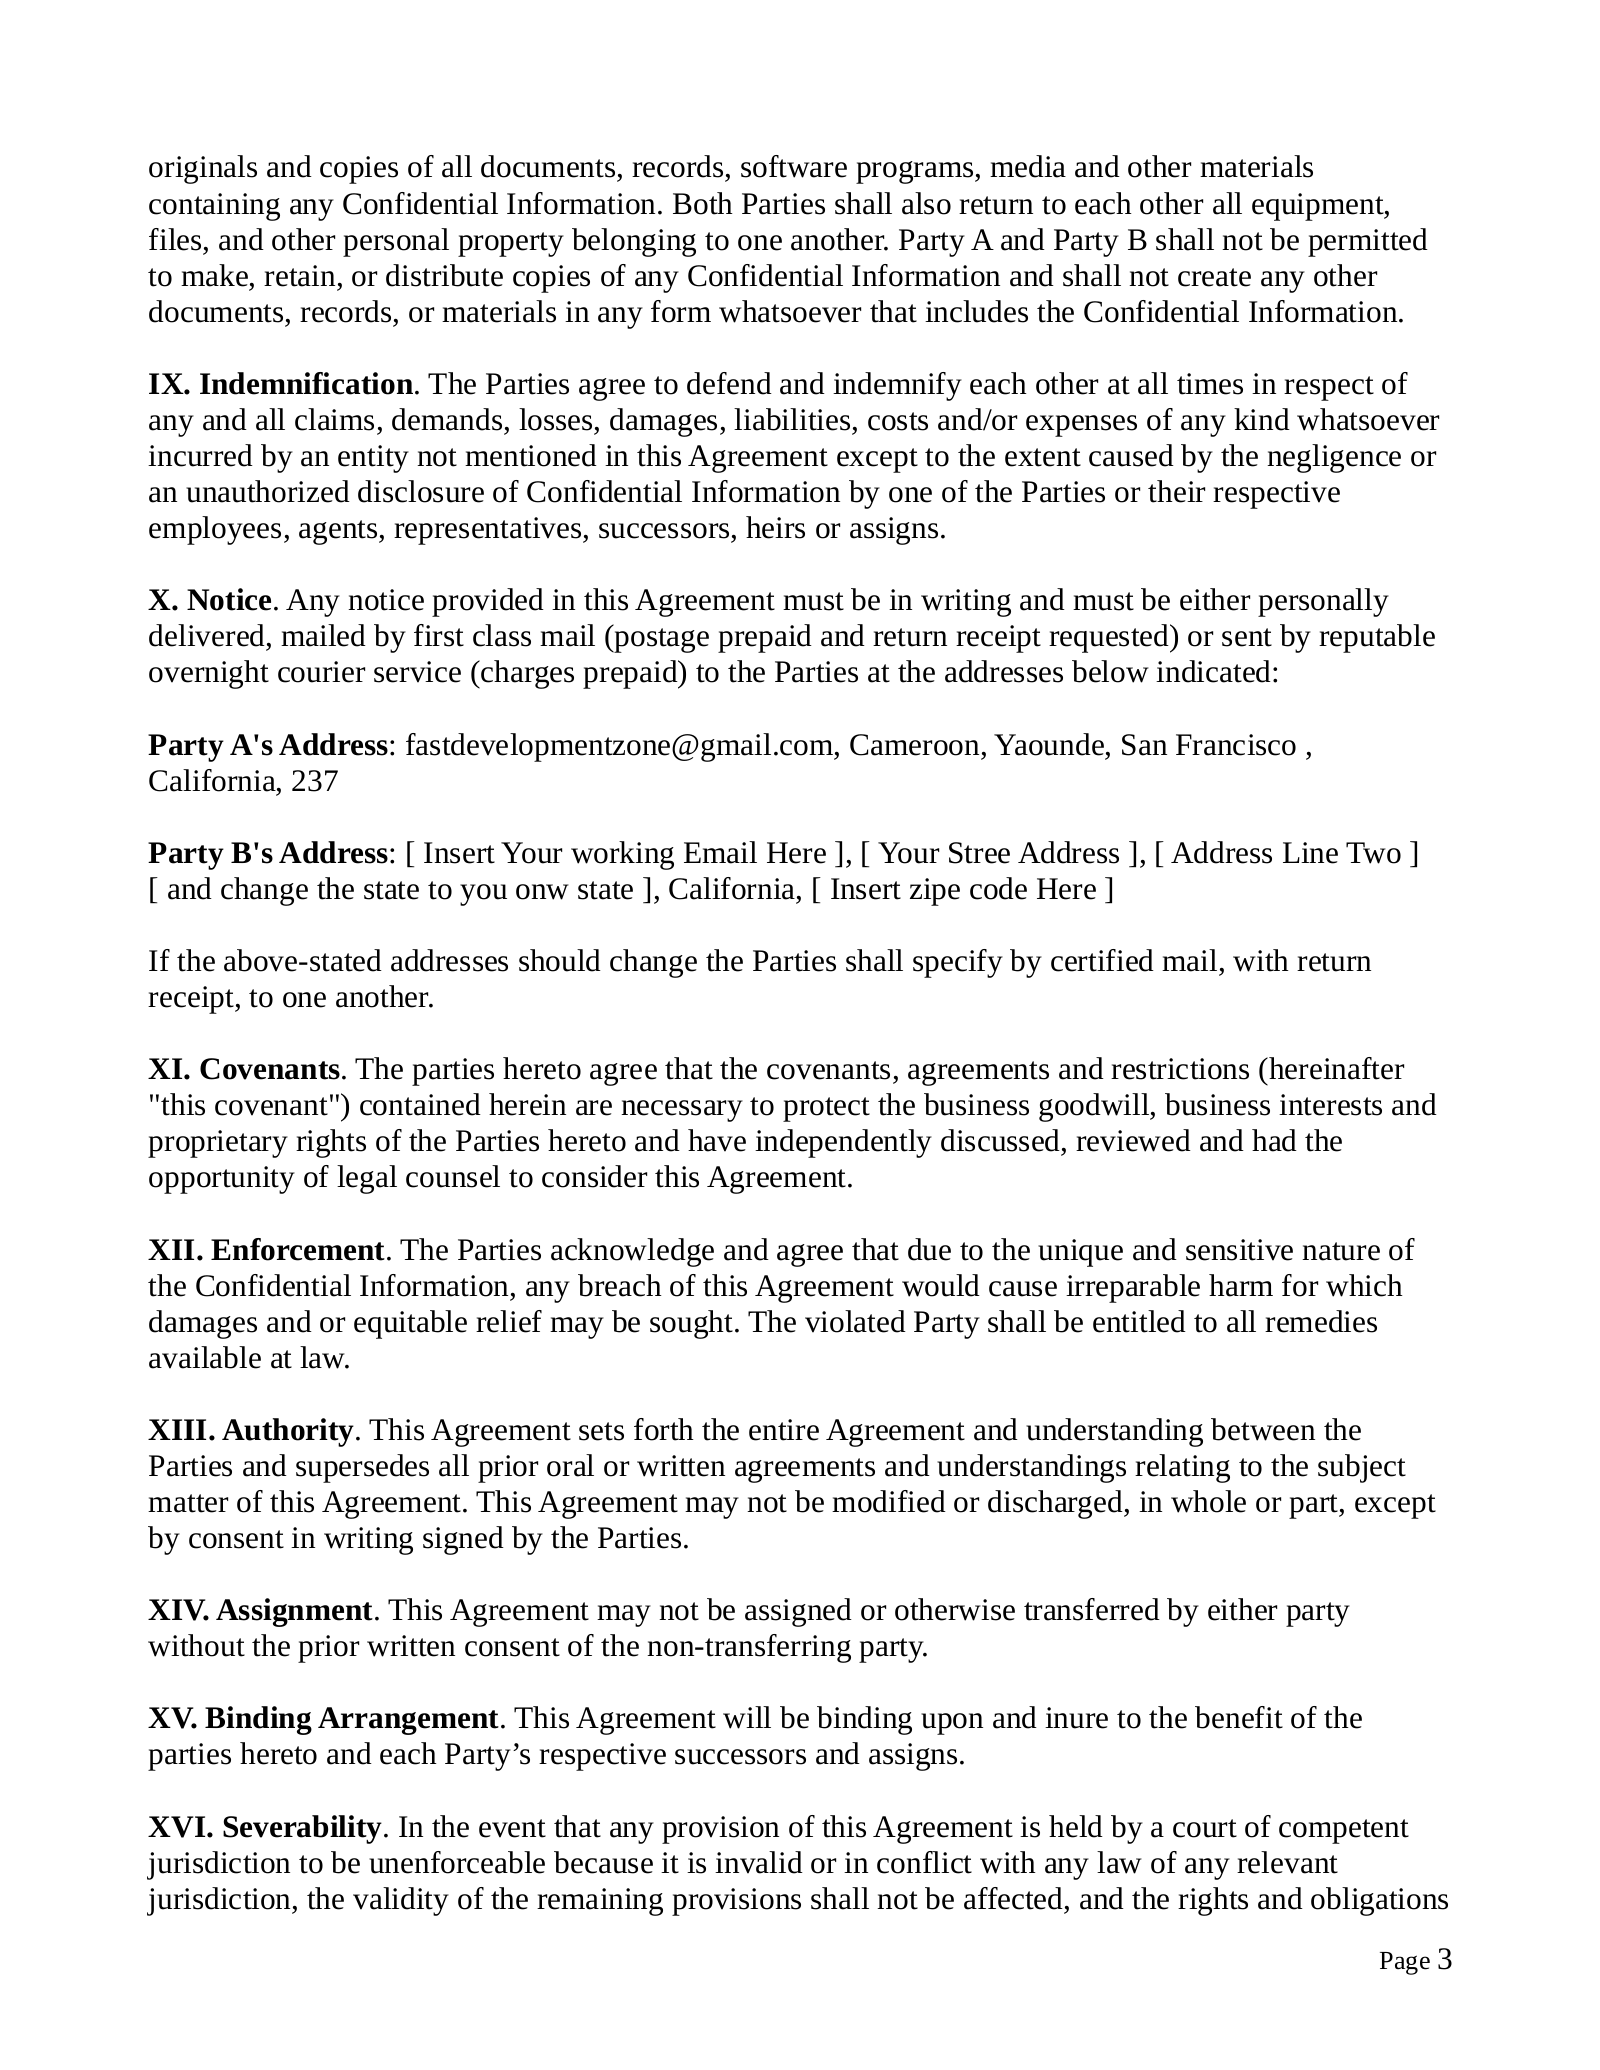 originals and copies of all documents, records, software programs, media and other materials
containing any Confidential Information. Both Parties shall also return to each other all equipment,
files, and other personal property belonging to one another. Party A and Party B shall not be permitted
to make, retain, or distribute copies of any Confidential Information and shall not create any other
documents, records, or materials in any form whatsoever that includes the Confidential Information.
IX. Indemnification. The Parties agree to defend and indemnify each other at all times in respect of
any and all claims, demands, losses, damages, liabilities, costs and/or expenses of any kind whatsoever
incurred by an entity not mentioned in this Agreement except to the extent caused by the negligence or
an unauthorized disclosure of Confidential Information by one of the Parties or their respective
employees, agents, representatives, successors, heirs or assigns.
X. Notice. Any notice provided in this Agreement must be in writing and must be either personally
delivered, mailed by first class mail (postage prepaid and return receipt requested) or sent by reputable
overnight courier service (charges prepaid) to the Parties at the addresses below indicated:
Party A's Address: fastdevelopmentzone@gmail.com, Cameroon, Yaounde, San Francisco ,
California, 237
Party B's Address: [ Insert Your working Email Here ], [ Your Stree Address ], [ Address Line Two ]
[ and change the state to you onw state ], California, [ Insert zipe code Here ]
If the above-stated addresses should change the Parties shall specify by certified mail, with return
receipt, to one another.
XI. Covenants. The parties hereto agree that the covenants, agreements and restrictions (hereinafter
"this covenant") contained herein are necessary to protect the business goodwill, business interests and
proprietary rights of the Parties hereto and have independently discussed, reviewed and had the
opportunity of legal counsel to consider this Agreement.
XII. Enforcement. The Parties acknowledge and agree that due to the unique and sensitive nature of
the Confidential Information, any breach of this Agreement would cause irreparable harm for which
damages and or equitable relief may be sought. The violated Party shall be entitled to all remedies
available at law.
XIII. Authority. This Agreement sets forth the entire Agreement and understanding between the
Parties and supersedes all prior oral or written agreements and understandings relating to the subject
matter of this Agreement. This Agreement may not be modified or discharged, in whole or part, except
by consent in writing signed by the Parties.
XIV. Assignment. This Agreement may not be assigned or otherwise transferred by either party
without the prior written consent of the non-transferring party.
XV. Binding Arrangement. This Agreement will be binding upon and inure to the benefit of the
parties hereto and each Party’s respective successors and assigns.
XVI. Severability. In the event that any provision of this Agreement is held by a court of competent
jurisdiction to be unenforceable because it is invalid or in conflict with any law of any relevant
jurisdiction, the validity of the remaining provisions shall not be affected, and the rights and obligations
Page 3